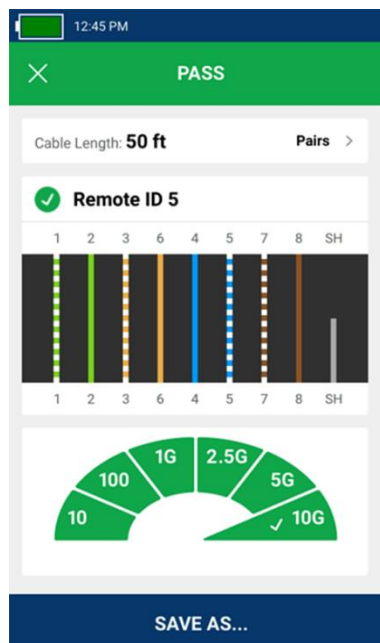 12:45 PM
PASS
Cable Length: 50 ft Pairs >
Remote ID 5
1 2 3 6 4 5 7 8 SH
1 2 3 6 4 5 7 8 SH
10 100 1G 2.5G 5G 10G
SAVE AS...